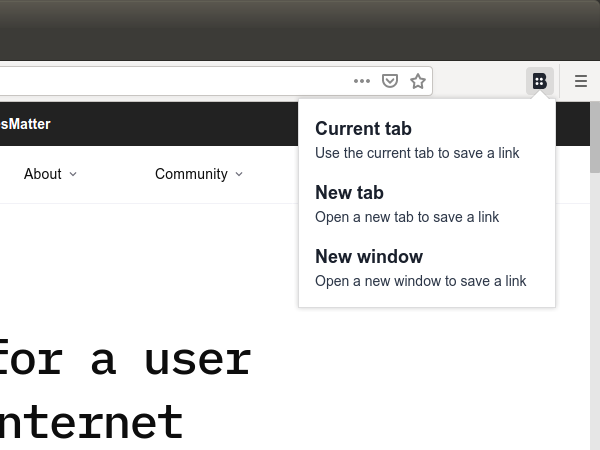 B
sMatter
About
Community
Current tab
Use the current tab to save a link
New tab
Open a new tab to save a link
New window
Open a new window to save a link
for a user
nternet